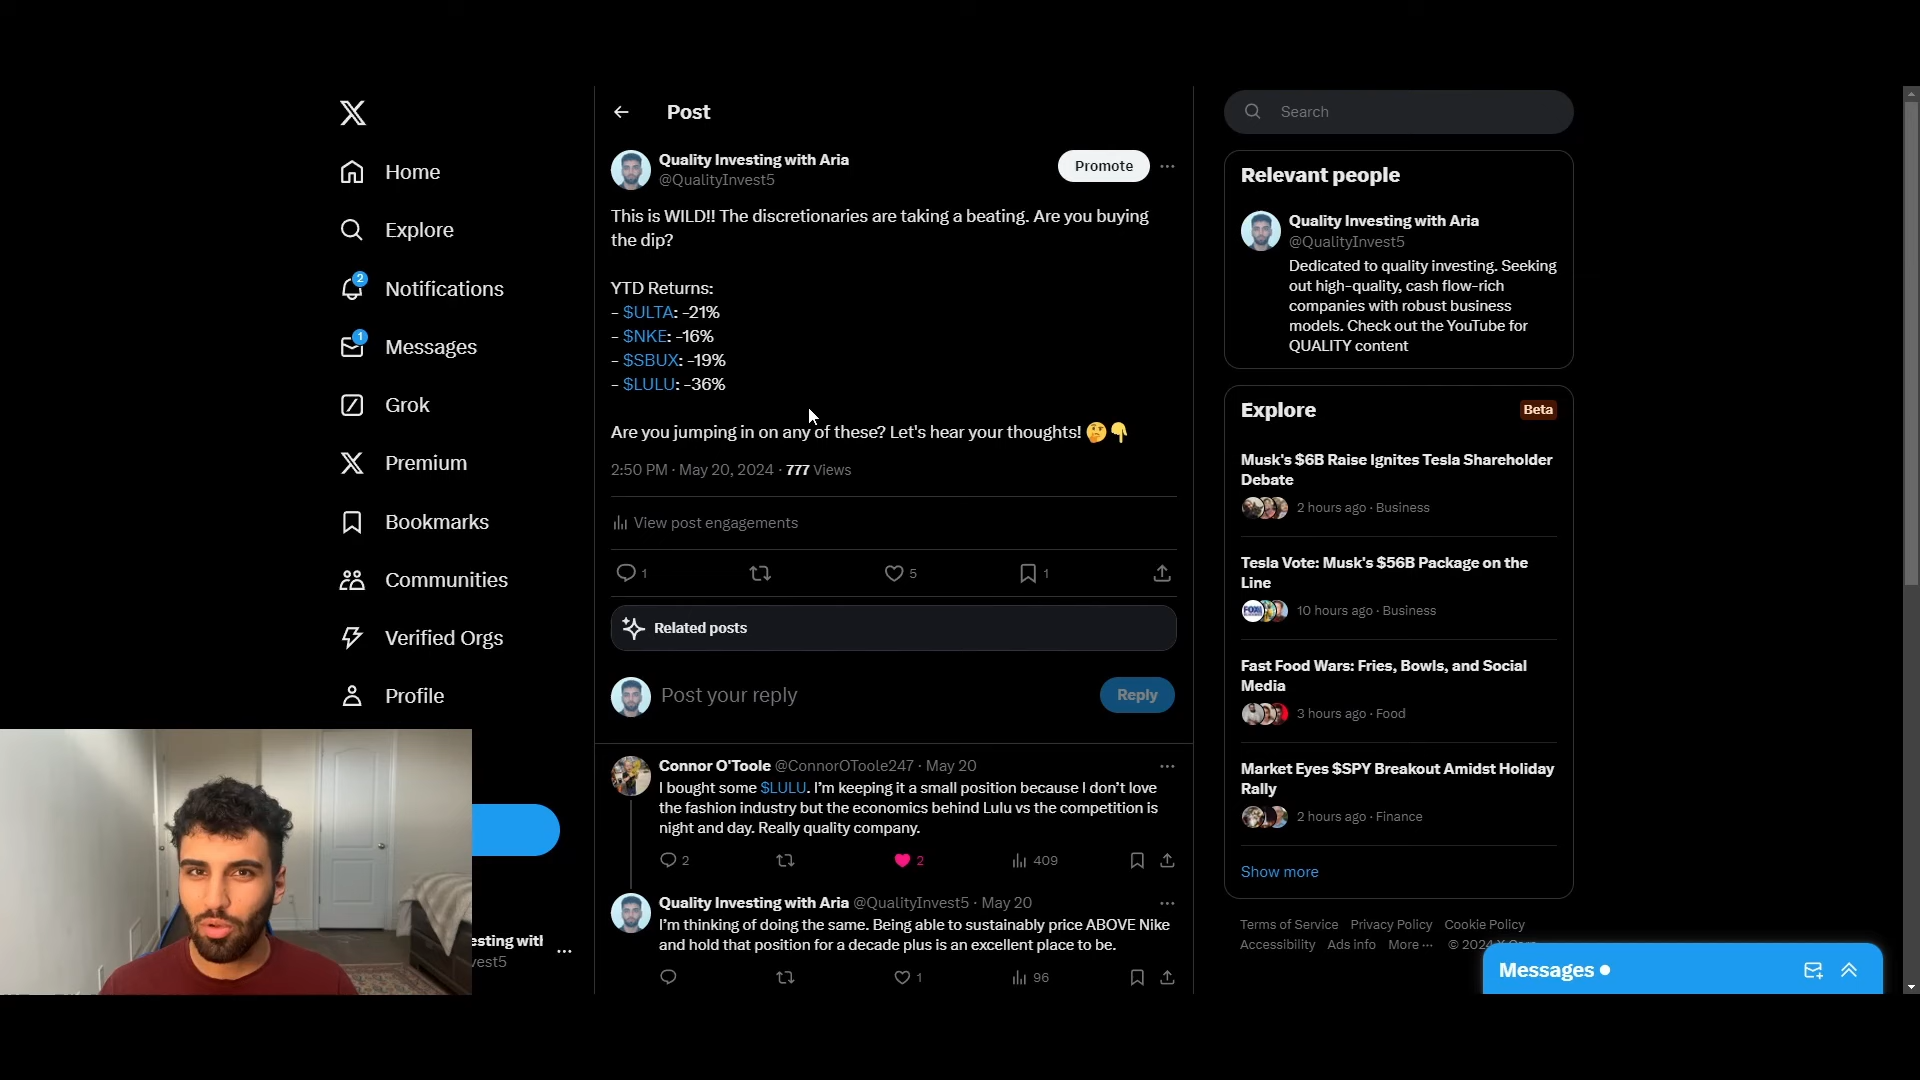 Home
Explore
2
Notifications
1
Messages
Grok
Premium
Bookmarks
Communities
Verified Orgs
Profile
esting with
vest5
Post
Quality Investing with Aria
@QualityInvest5
Promote
This is WILD!! The discretionaries are taking a beating. Are you buying
the dip?
YTD Returns:
- $ULTA: -21%
- $NKE: -16%
- $SBUX: -19%
- $LULU: -36%
Are you jumping in on any of these? Let's hear your thoughts! 🤔👇
2:50 PM · May 20, 2024 · 777 Views
View post engagements
1 5 1
Related posts
Post your reply
Reply
Connor O'Toole @ConnorOToole247 · May 20
I bought some $LULU. I'm keeping it a small position because I don't love
the fashion industry but the economics behind Lulu vs the competition is
night and day. Really quality company.
2 2 409
Quality Investing with Aria @QualityInvest5 · May 20
I'm thinking of doing the same. Being able to sustainably price ABOVE Nike
and hold that position for a decade plus is an excellent place to be.
1 96
Search
Relevant people
Quality Investing with Aria
@QualityInvest5
Dedicated to quality investing. Seeking
out high-quality, cash flow-rich
companies with robust business
models. Check out the YouTube for
QUALITY content
Explore
Beta
Musk's $6B Raise Ignites Tesla Shareholder
Debate
2 hours ago · Business
Tesla Vote: Musk's $56B Package on the
Line
FOX
10 hours ago · Business
Fast Food Wars: Fries, Bowls, and Social
Media
3 hours ago · Food
Market Eyes $SPY Breakout Amidst Holiday
Rally
2 hours ago · Finance
Show more
Terms of Service Privacy Policy Cookie Policy
Accessibility Ads info More ··· © 2024 X Corp.
Messages